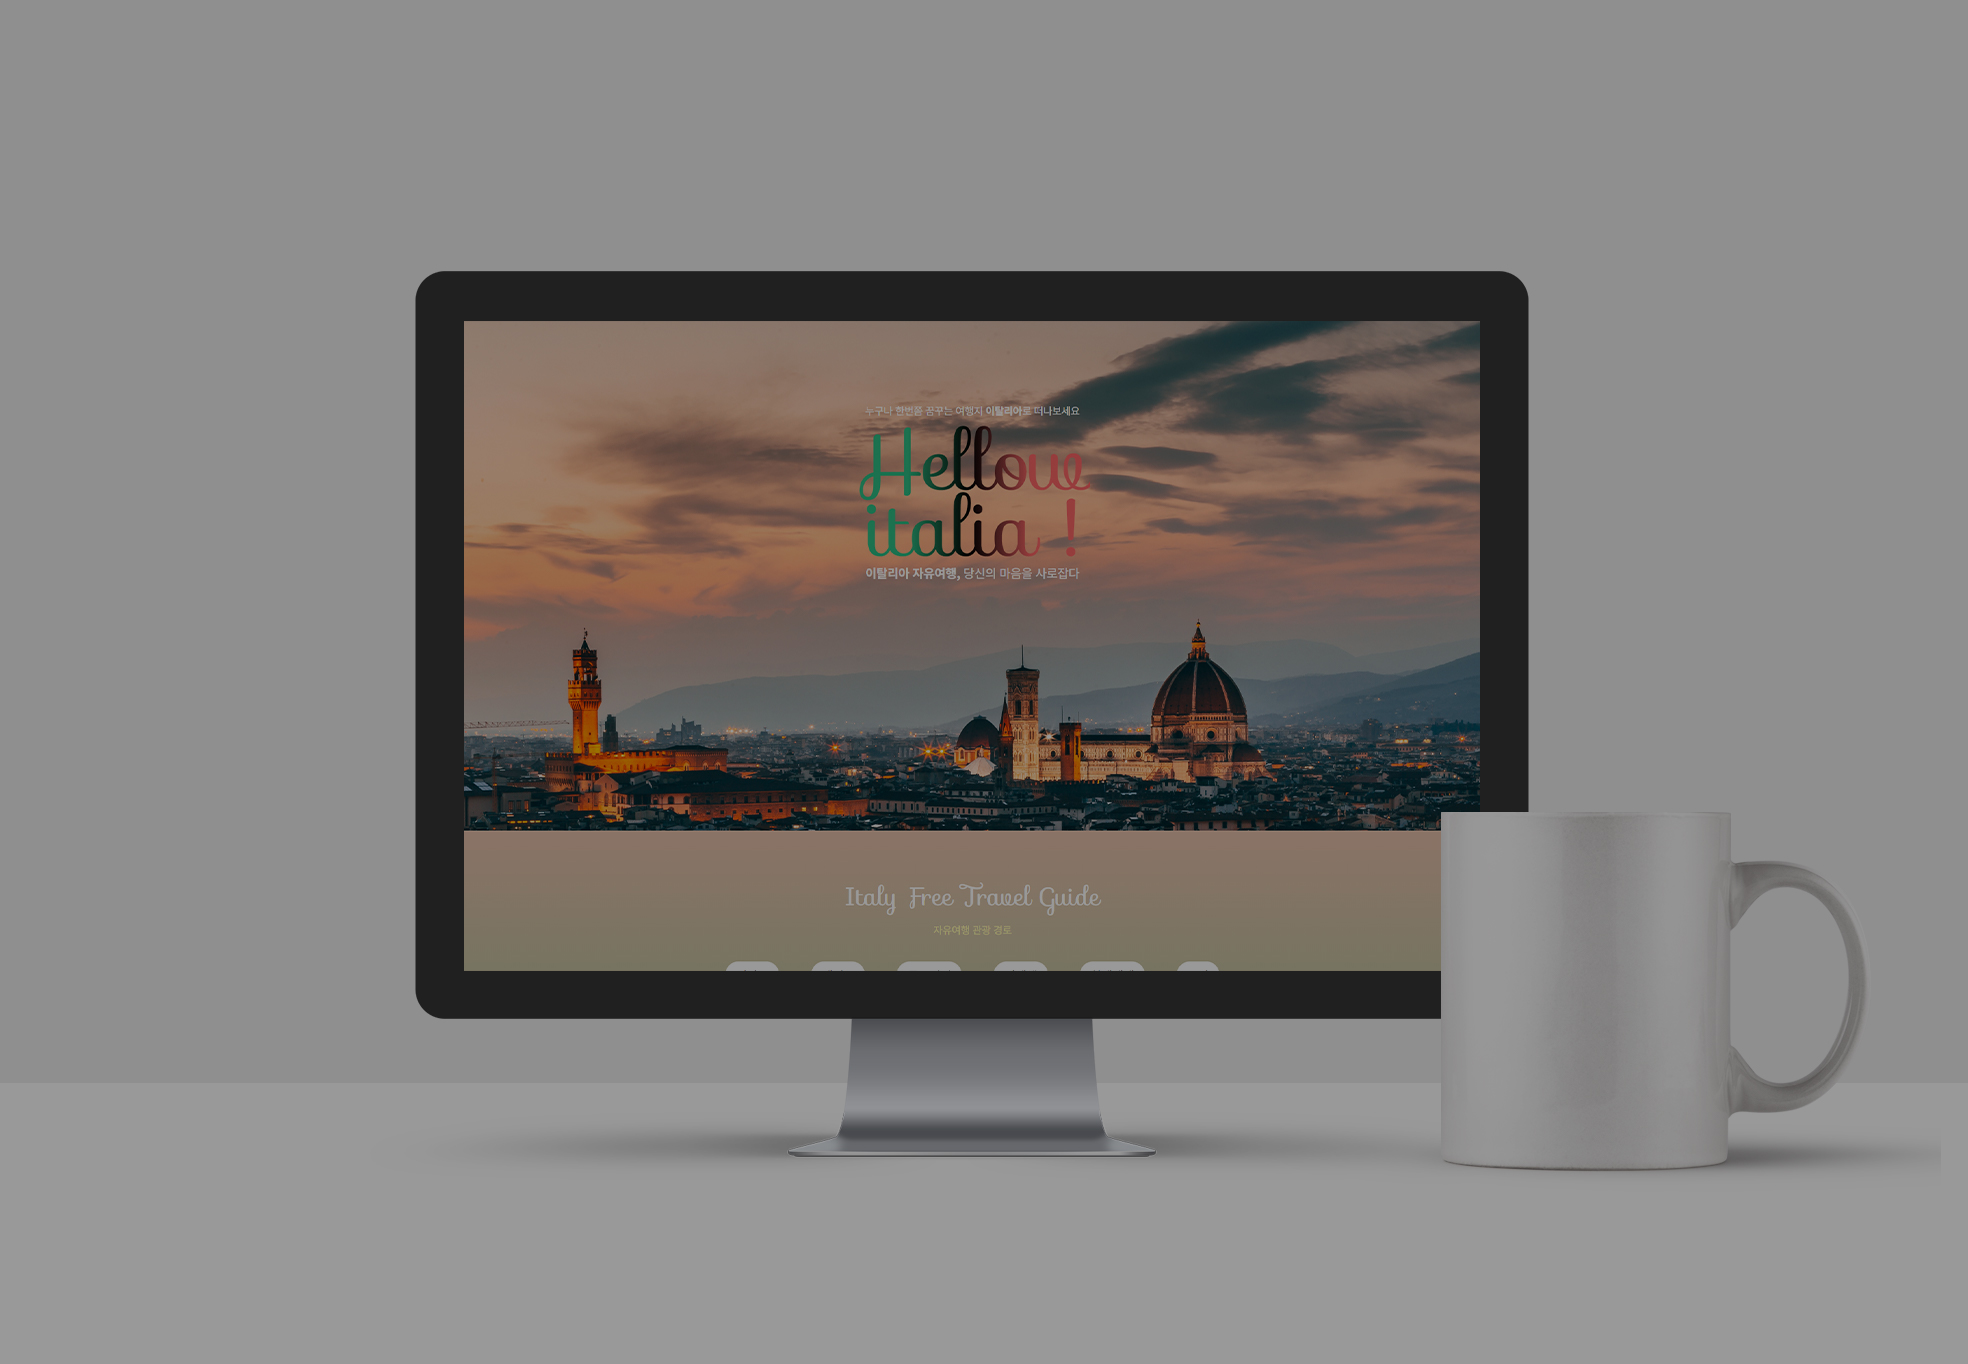 누구나 한번쯤 꿈꾸는 여행지 이탈리아로 떠나보세요
Hellow
italia !
이탈리아 자유여행, 당신의 마음을 사로잡다
Italy Free Travel Guide
자유여행 관광 경로